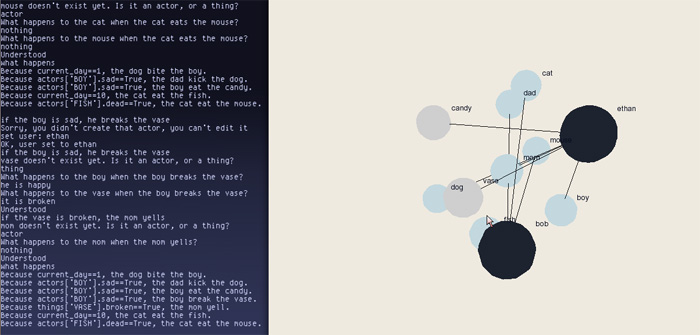 mouse doesn't exist yet. Is it an actor, or a thing?
actor
What happens to the cat when the cat eats the mouse?
nothing
What happens to the mouse when the cat eats the mouse?
nothing
Understood
what happens
Because current_day==1, the dog bite the boy.
Because actors['BOY'].sad==True, the dad kick the dog.
Because actors['BOY'].sad==True, the boy eat the candy.
Because current_day==10, the cat eat the fish.
Because actors['FISH'].dead==True, the cat eat the mouse.
if the boy is sad, he breaks the vase
Sorry, you didn't create that actor, you can't edit it
set user: ethan
OK, user set to ethan
if the boy is sad, he breaks the vase
vase doesn't exist yet. Is it an actor, or a thing?
thing
What happens to the boy when the boy breaks the vase?
he is happy
What happens to the vase when the boy breaks the vase?
it is broken
Understood
if the vase is broken, the mom yells
mom doesn't exist yet. Is it an actor, or a thing?
actor
What happens to the mom when the mom yells?
nothing
Understood
what happens
Because current_day==1, the dog bite the boy.
Because actors['BOY'].sad==True, the dad kick the dog.
Because actors['BOY'].sad==True, the boy eat the candy.
Because actors['BOY'].sad==True, the boy break the vase.
Because things['VASE'].broken==True, the mom yell.
Because current_day==10, the cat eat the fish.
Because actors['FISH'].dead==True, the cat eat the mouse.
cat
dad
candy
ethan
mouse
mom
vase
dog
boy
fish
bob